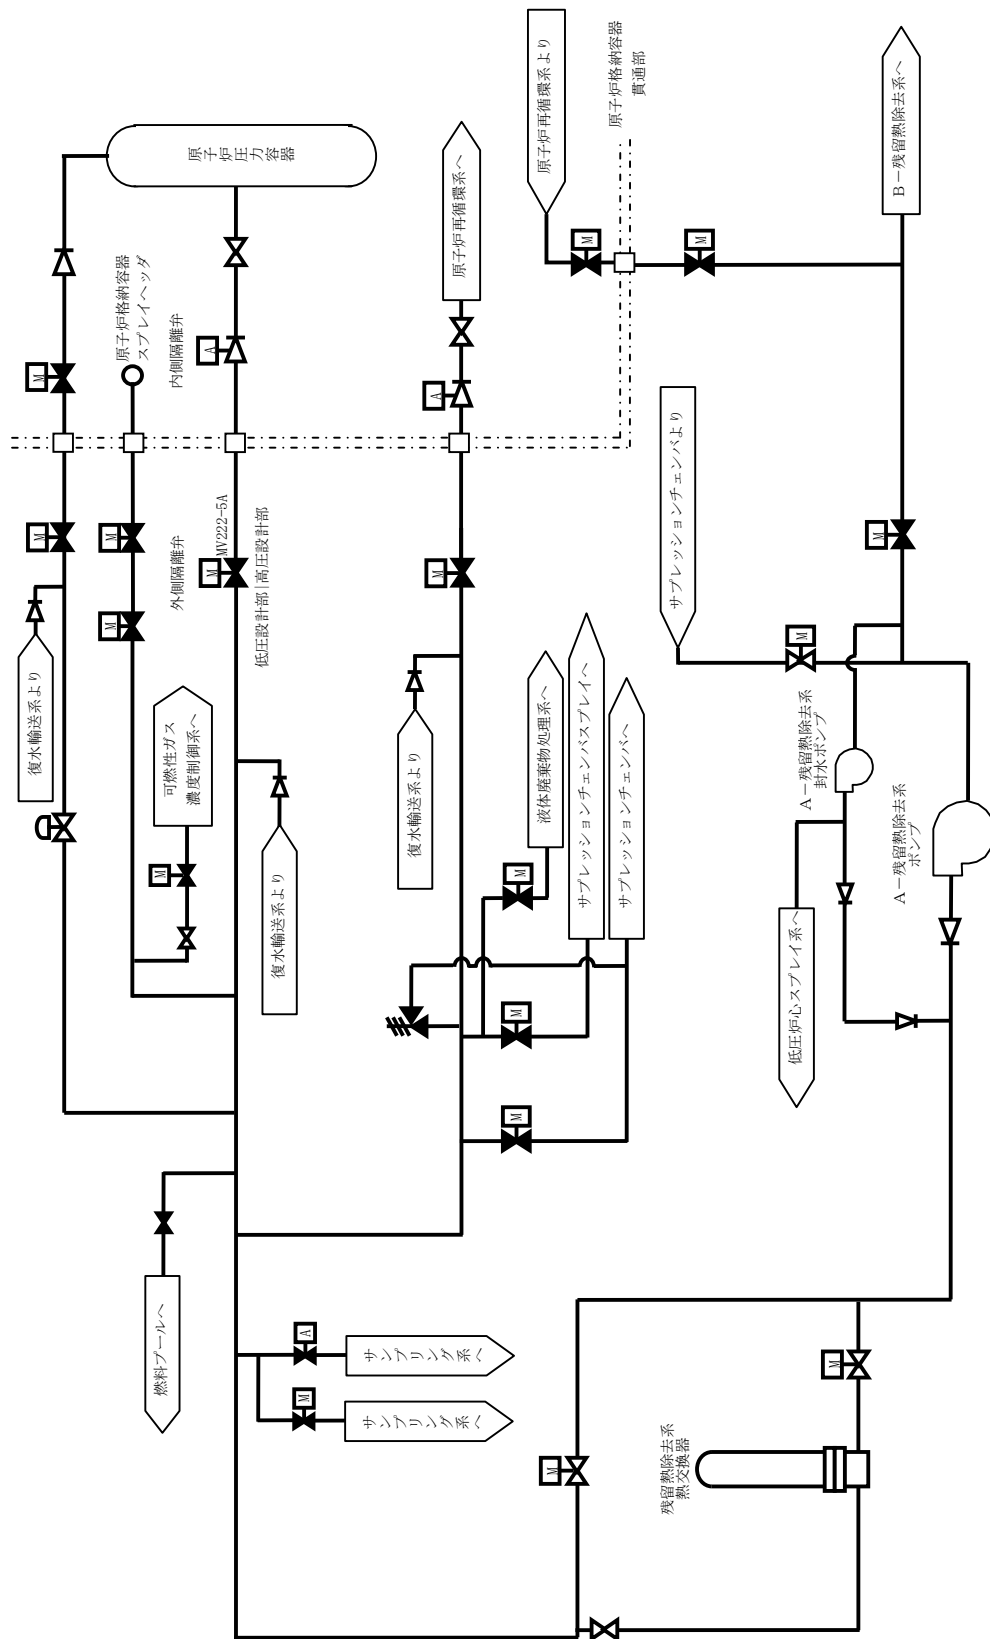 原子炉圧力容器
原子炉格納容器
スプレイヘッダ
内側隔離弁
A
M
M
M
M
M
外側隔離弁
M
MV222-5A
低圧設計部|高圧設計部
復水輸送系より
可燃性ガス
濃度制御系へ
M
復水輸送系より
原子炉再循環系へ
A
M
復水輸送系より
原子炉再循環系より
M
原子炉格納容器
貫通部
M
B－残留熱除去系へ
M
サプレッションチェンバより
M
液体廃棄物処理系へ
サプレッションチェンバスプレイへ
サプレッションチェンバへ
M
M
M
A－残留熱除去系
封水ポンプ
A－残留熱除去系
ポンプ
低圧炉心スプレイ系へ
燃料プールへ
A
サンプリング系へ
M
サンプリング系へ
M
M
残留熱除去系
熱交換器